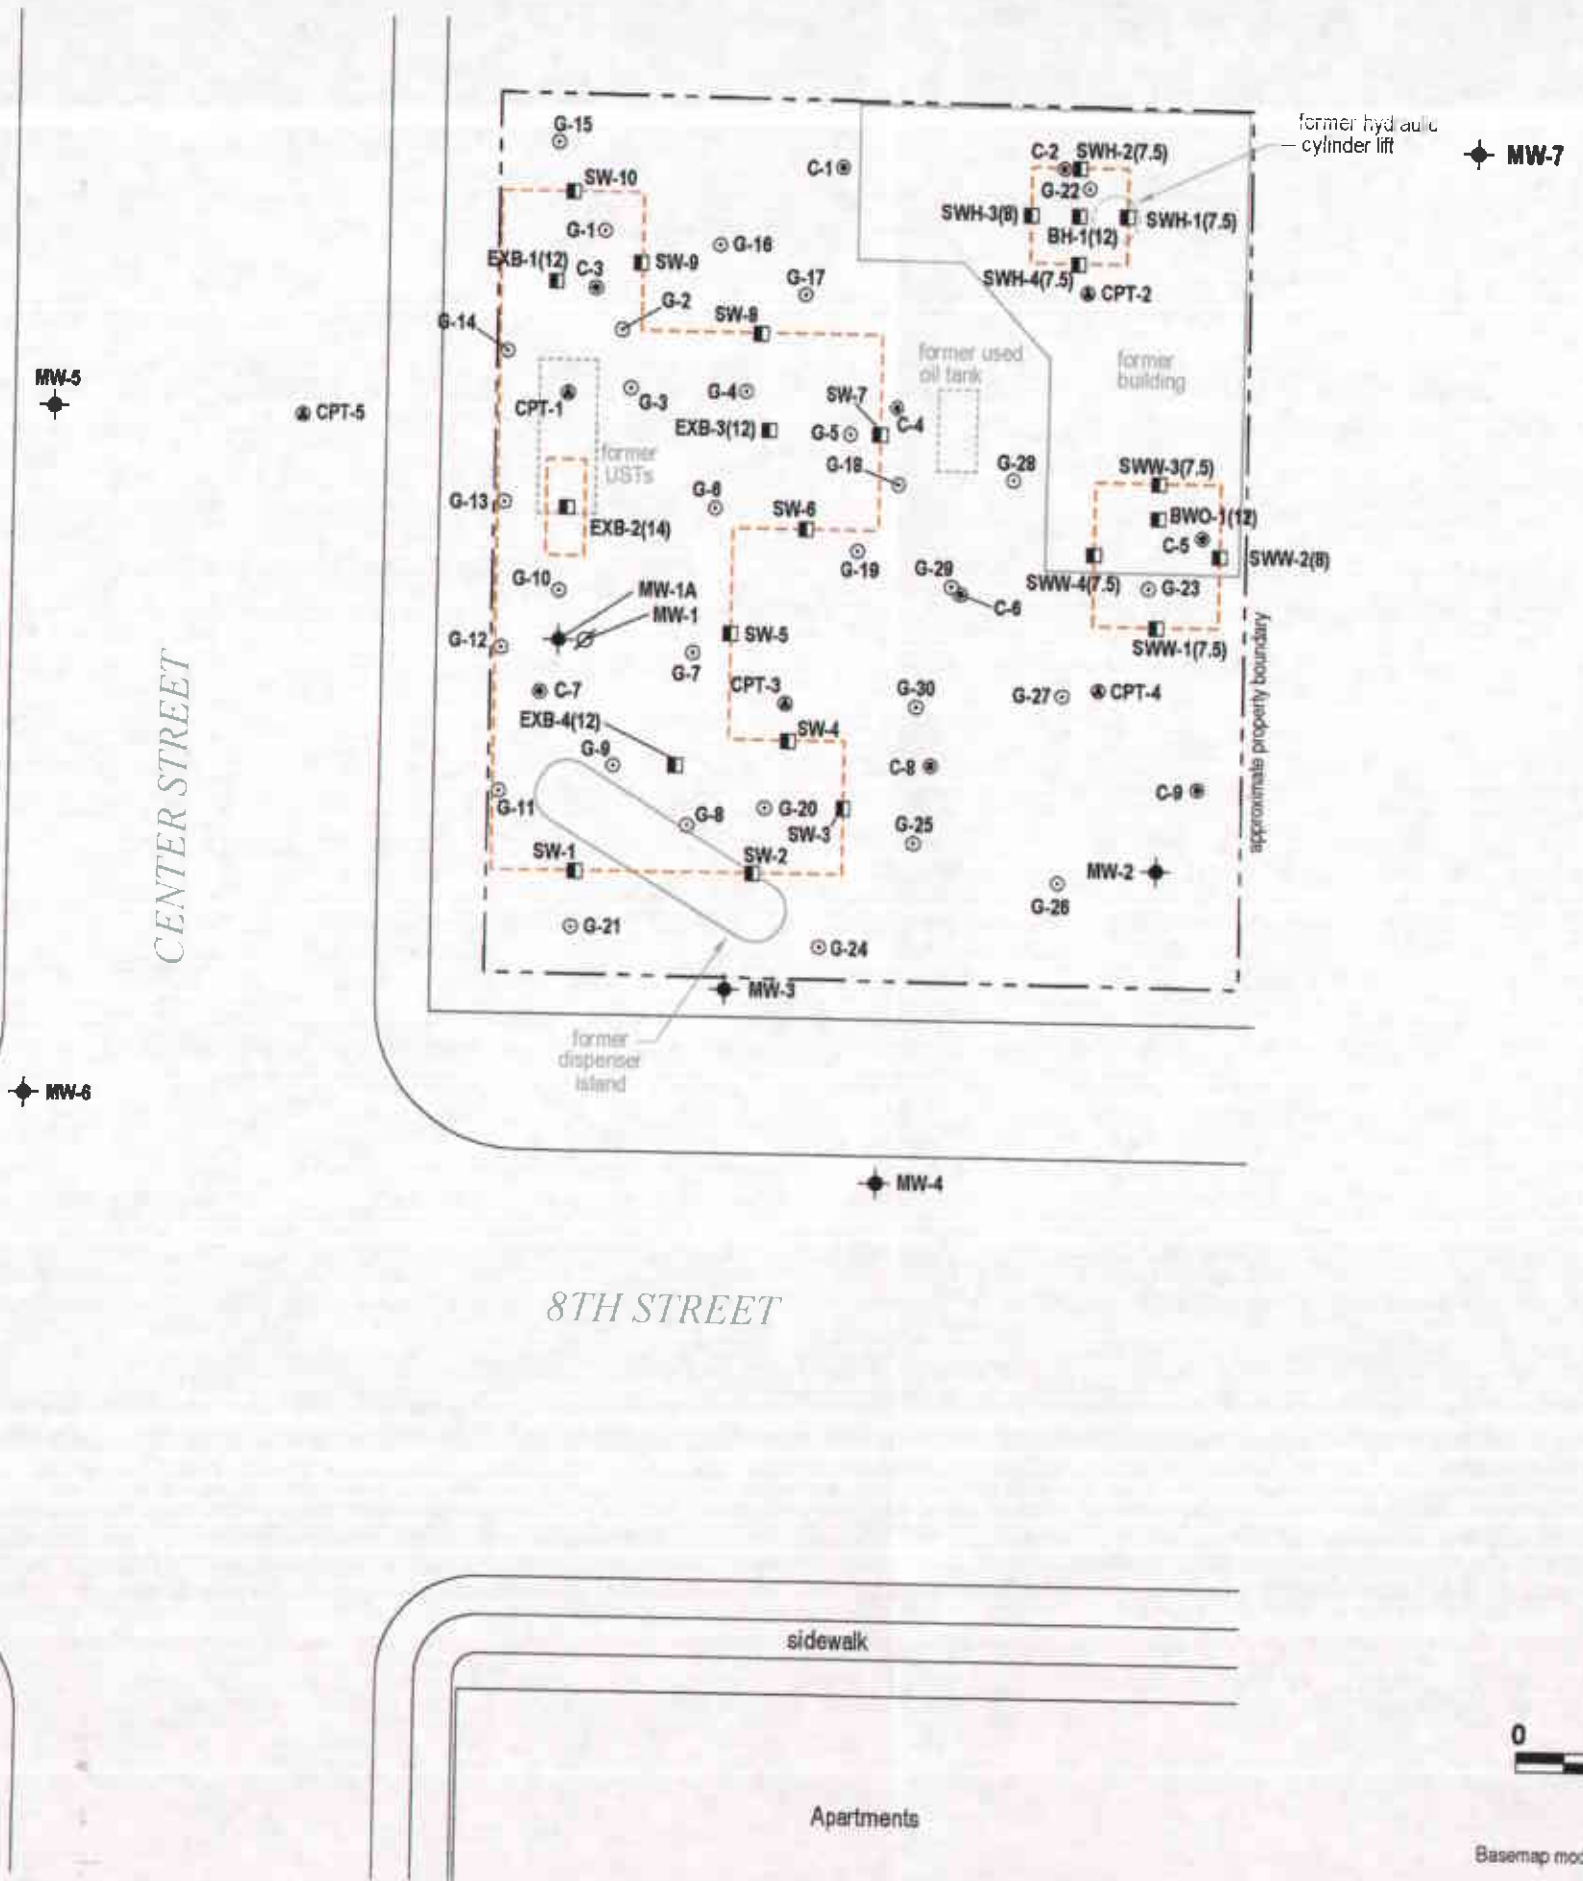 G-15
former hydraulic
cylinder lift
MW-7
C-1
C-2
SWH-2(7.5)
SW-10
G-22
SWH-3(8)
SWH-1(7.5)
G-1
BH-1(12)
G-16
EXB-1(12)
C-3
SW-9
SWH-4(7.5)
CPT-2
G-17
G-2
SW-8
G-14
former used
oil tank
former
building
MW-5
CPT-5
CPT-1
G-3
G-4
SW-7
C-4
EXB-3(12)
G-5
former
USTs
G-18
G-28
SWW-3(7.5)
G-13
G-6
SW-6
BWO-1(12)
EXB-2(14)
C-5
SWW-2(8)
G-10
G-19
G-29
SWW-4(7.5)
G-23
MW-1A
MW-1
C-6
G-12
SW-5
SWW-1(7.5)
G-7
C-7
CPT-3
G-30
G-27
CPT-4
EXB-4(12)
SW-4
G-9
C-8
C-9
G-11
G-8
G-20
SW-3
G-25
approximate property boundary
CENTER STREET
SW-1
SW-2
MW-2
G-26
G-21
G-24
MW-3
former
dispenser
island
MW-6
MW-4
8TH STREET
sidewalk
0
Apartments
Basemap